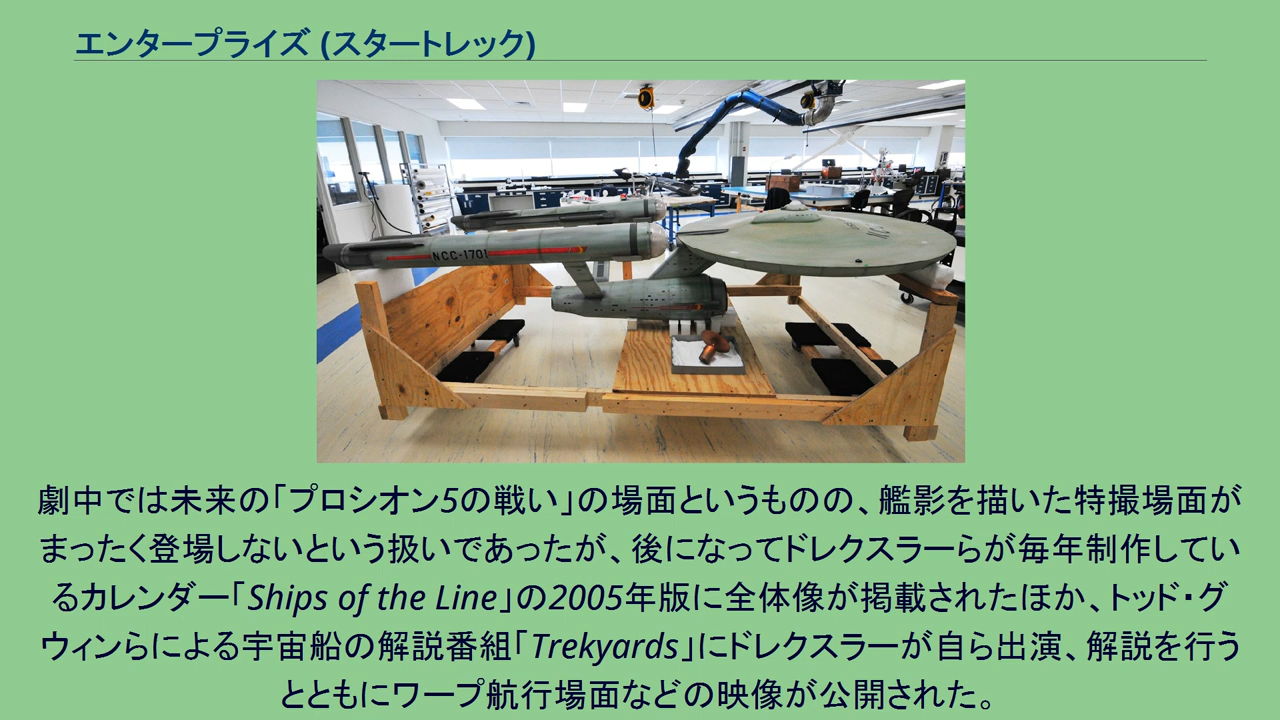 エンタープライズ (スタートレック)
NCC-1701
NC
劇中では未来の「プロシオン5の戦い」の場面というものの、艦影を描いた特撮場面が
まったく登場しないという扱いであったが、後になってドレクスラーらが毎年制作してい
るカレンダー「Ships of the Line」の2005年版に全体像が掲載されたほか、トッド・グ
ウィンらによる宇宙船の解説番組「Trekyards」にドレクスラーが自ら出演、解説を行う
とともにワープ航行場面などの映像が公開された。